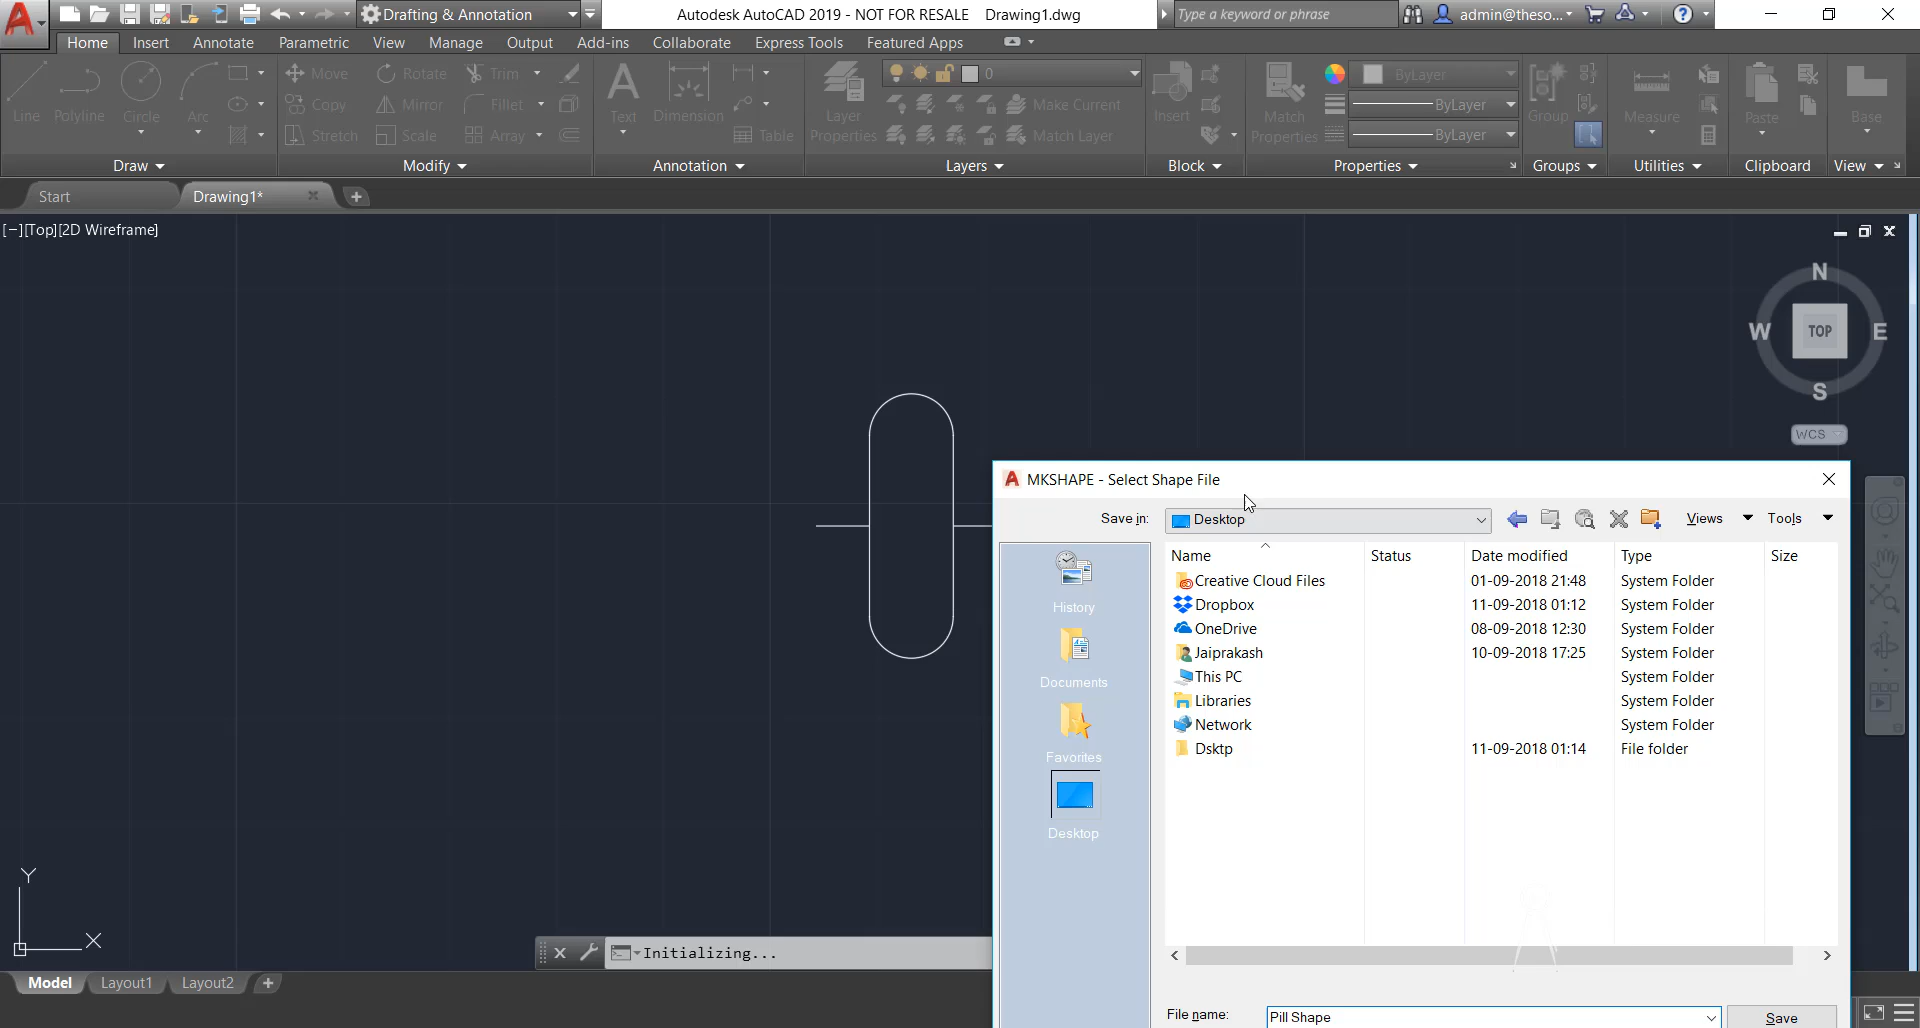 Drafting & Annotation
Autodesk AutoCAD 2019 - NOT FOR RESALE Drawing1.dwg
Type a keyword or phrase
admin@theso...
Home Insert Annotate Parametric View Manage Output Add-ins Collaborate Express Tools Featured Apps
Line Polyline Circle Arc
Move Rotate Trim
Copy Mirror Fillet
Stretch Scale Array
Text Dimension Table
Layer Properties
0
Make Current
Match Layer
Insert
Match Properties
ByLayer
ByLayer
ByLayer
Group
Measure
Paste
Base
Draw Modify Annotation Layers Block Properties Groups Utilities Clipboard View
Start Drawing1*
[-][Top][2D Wireframe]
N
W TOP E
S
WCS
MKSHAPE - Select Shape File
Save in: Desktop Views Tools
Name Status Date modified Type Size
Creative Cloud Files 01-09-2018 21:48 System Folder
Dropbox 11-09-2018 01:12 System Folder
OneDrive 08-09-2018 12:30 System Folder
Jaiprakash 10-09-2018 17:25 System Folder
This PC System Folder
Libraries System Folder
Network System Folder
Dsktp 11-09-2018 01:14 File folder
History
Documents
Favorites
Desktop
File name: Pill Shape Save
Y
X
Initializing...
Model Layout1 Layout2